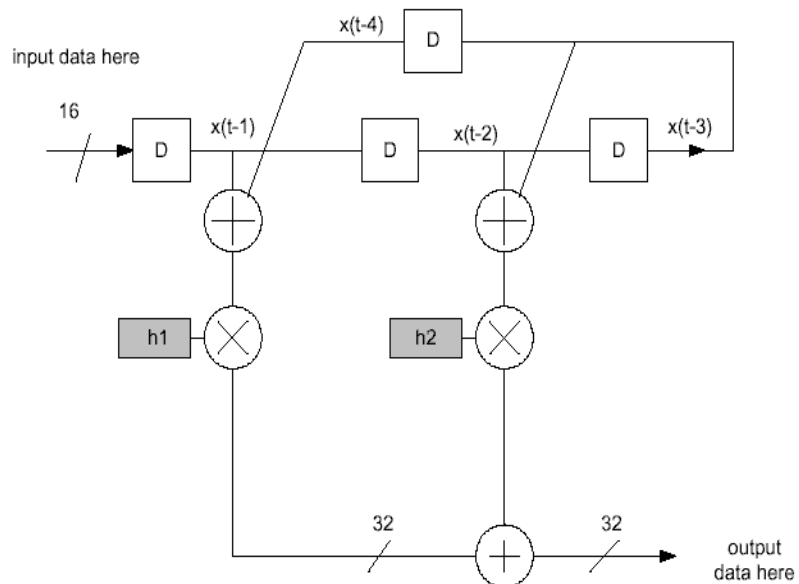 x(t-4)
D
input data here
16
D
x(t-1)
D
x(t-2)
D
x(t-3)
h1
h2
32
32
output
data here